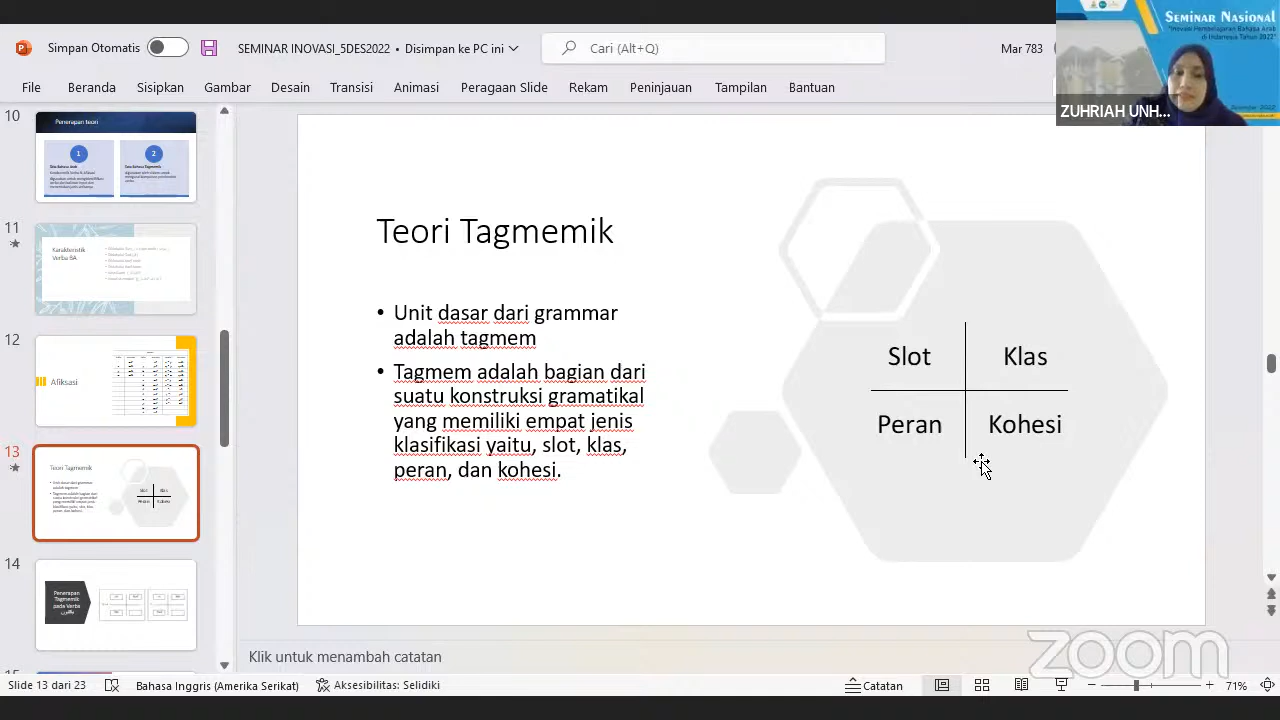 Simpan Otomatis
SEMINAR INOVASI_5DES2022 • Disimpan ke PC ini
Cari (Alt+Q)
Mar 783
File
Beranda
Sisipkan
Gambar
Desain
Transisi
Animasi
Peragaan Slide
Rekam
Peninjauan
Tampilan
Bantuan
SEMINAR NASIONAL
"Inovasi Pembelajaran Bahasa Arab
di Indonesia Tahun 2022"
ZUHRIAH UNH...
10
Penerapan teori
1
2
11
Karakteristik
Verba BA
12
Afiksasi
13
Teori Tagmemik
14
Penerapan
Tagmemik
pada Verba
Teori Tagmemik
• Unit dasar dari grammar
adalah tagmem
• Tagmem adalah bagian dari
suatu konstruksi gramatikal
yang memiliki empat jenis
klasifikasi yaitu, slot, klas,
peran, dan kohesi.
Slot
Klas
Peran
Kohesi
Klik untuk menambah catatan
zoom
Slide 13 dari 23
Bahasa Inggris (Amerika Serikat)
Aksesibilitas: Selidiki
Catatan
71%